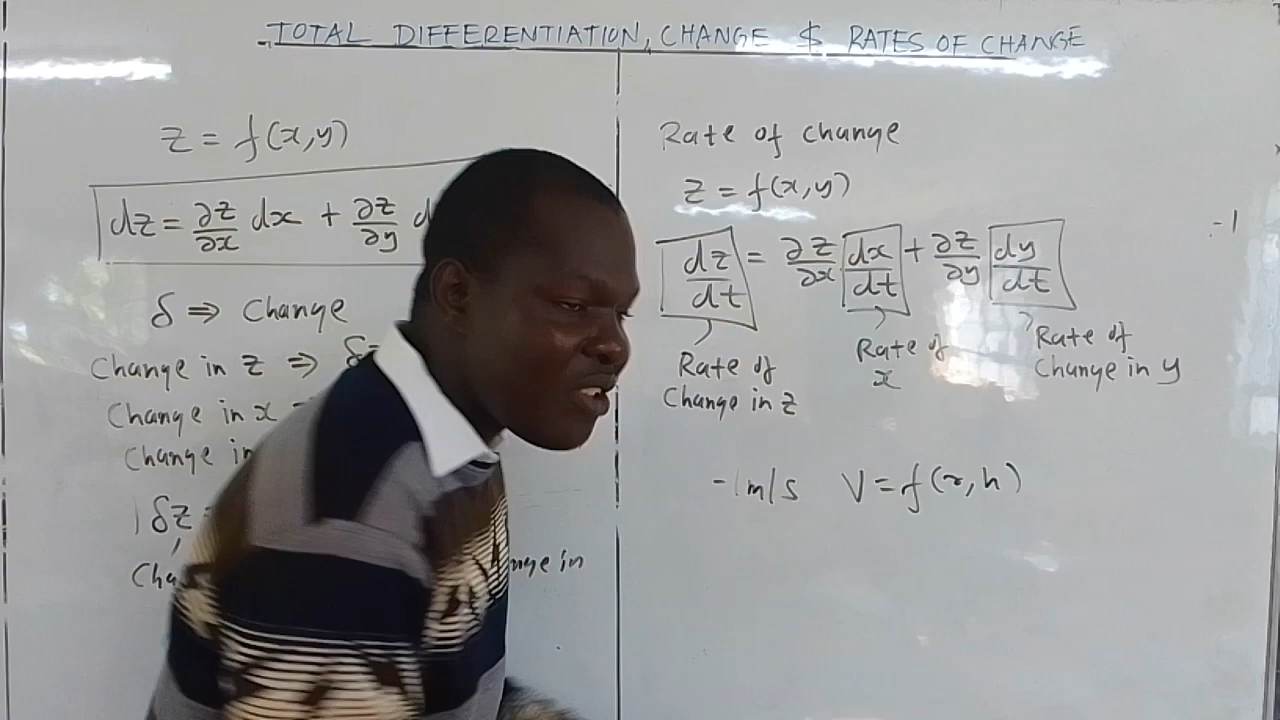 TOTAL DIFFERENTIATION, CHANGE $ RATES OF CHANGE
z = f(x,y)
dz = ∂z/∂x dx + ∂z/∂y d
δ ⇒ Change
Change in z ⇒ δ
Change in x
Change in
δz =
nge in
Rate of change
z = f(x,y)
dz/dt = ∂z/∂x dx/dt + ∂z/∂y dy/dt
-1
Rate of Change in z
Rate of x
Rate of Change in y
-1m/s V = f(r,h)